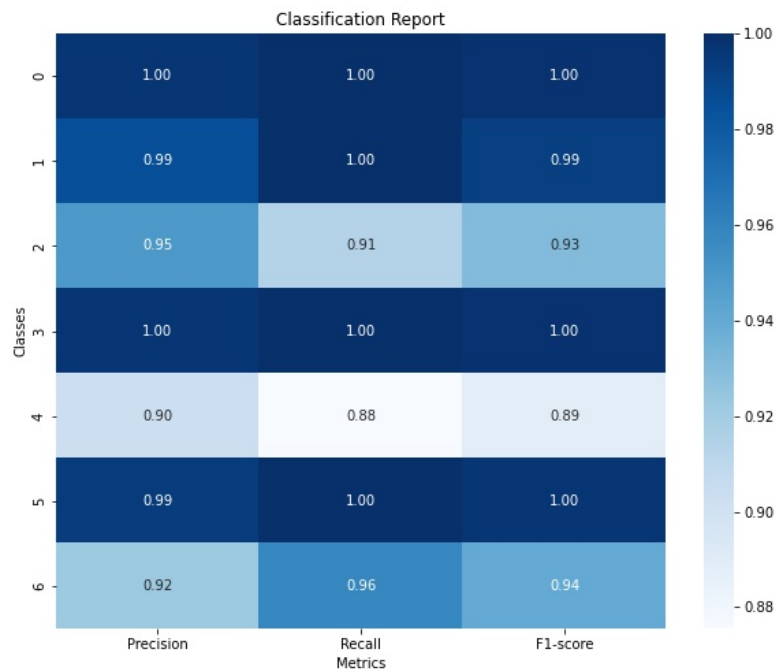 Classification Report
0 1.00 1.00 1.00
1 0.99 1.00 0.99
2 0.95 0.91 0.93
3 1.00 1.00 1.00
4 0.90 0.88 0.89
5 0.99 1.00 1.00
6 0.92 0.96 0.94
Classes
Precision Recall F1-score
Metrics
1.00
0.98
0.96
0.94
0.92
0.90
0.88